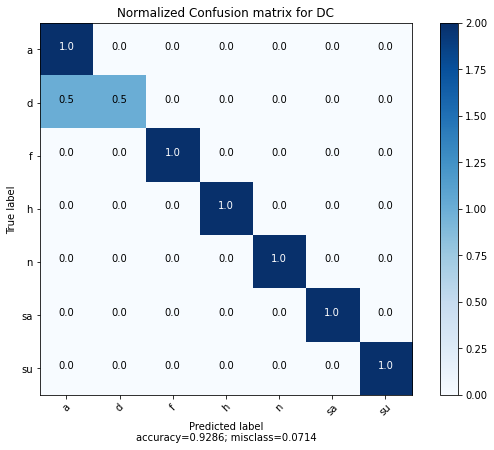 Normalized Confusion matrix for DC
a 1.0 0.0 0.0 0.0 0.0 0.0 0.0
d 0.5 0.5 0.0 0.0 0.0 0.0 0.0
f 0.0 0.0 1.0 0.0 0.0 0.0 0.0
h 0.0 0.0 0.0 1.0 0.0 0.0 0.0
n 0.0 0.0 0.0 0.0 1.0 0.0 0.0
sa 0.0 0.0 0.0 0.0 0.0 1.0 0.0
su 0.0 0.0 0.0 0.0 0.0 0.0 1.0
True label
a d f h n sa su
Predicted label
accuracy=0.9286; misclass=0.0714
2.00
1.75
1.50
1.25
1.00
0.75
0.50
0.25
0.00